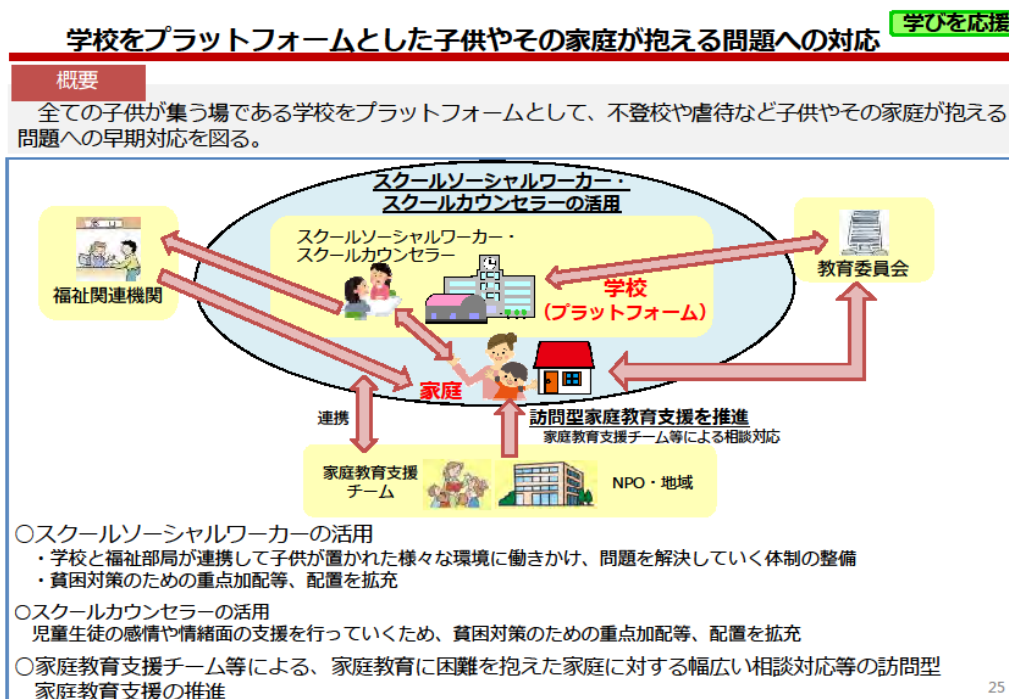 学びを応援
学校をプラットフォームとした子供やその家庭が抱える問題への対応
概要
全ての子供が集う場である学校をプラットフォームとして、不登校や虐待など子供やその家庭が抱える
問題への早期対応を図る。
スクールソーシャルワーカー・
スクールカウンセラーの活用
スクールソーシャルワーカー・
スクールカウンセラー
学校
（プラットフォーム）
福祉関連機関
教育委員会
家庭
連携
訪問型家庭教育支援を推進
家庭教育支援チーム等による相談対応
家庭教育支援
チーム
NPO・地域
○スクールソーシャルワーカーの活用
・学校と福祉部局が連携して子供が置かれた様々な環境に働きかけ、問題を解決していく体制の整備
・貧困対策のための重点加配等、配置を拡充
○スクールカウンセラーの活用
児童生徒の感情や情緒面の支援を行っていくため、貧困対策のための重点加配等、配置を拡充
○家庭教育支援チーム等による、家庭教育に困難を抱えた家庭に対する幅広い相談対応等の訪問型
家庭教育支援の推進
25